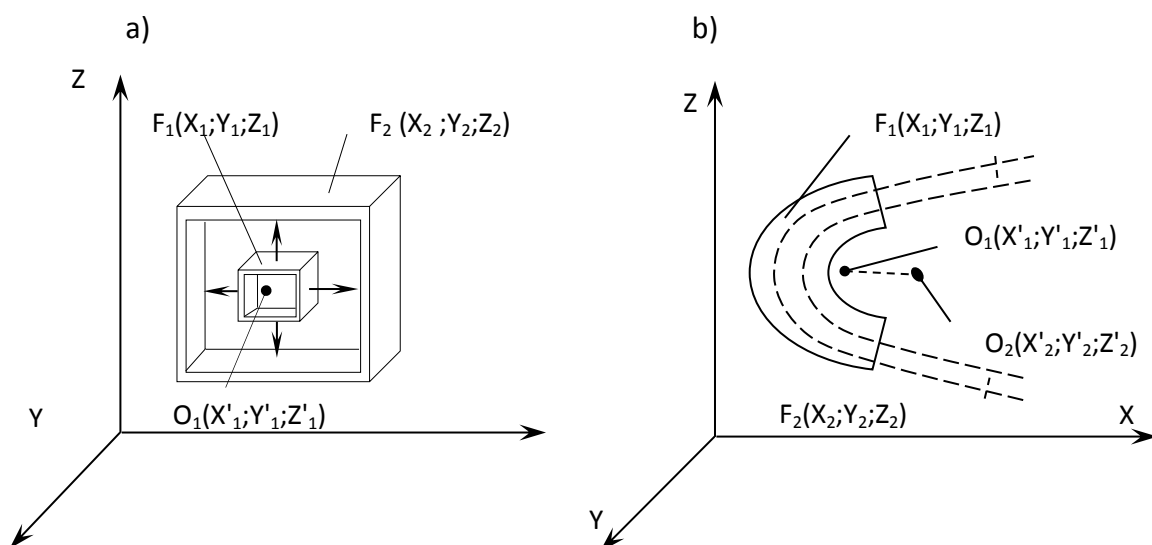 a)
Z
F₁(X₁;Y₁;Z₁) F₂ (X₂ ;Y₂;Z₂)
O₁(X'₁;Y'₁;Z'₁)
Y
b)
Z
F₁(X₁;Y₁;Z₁)
O₁(X'₁;Y'₁;Z'₁)
O₂(X'₂;Y'₂;Z'₂)
F₂(X₂;Y₂;Z₂)
X
Y